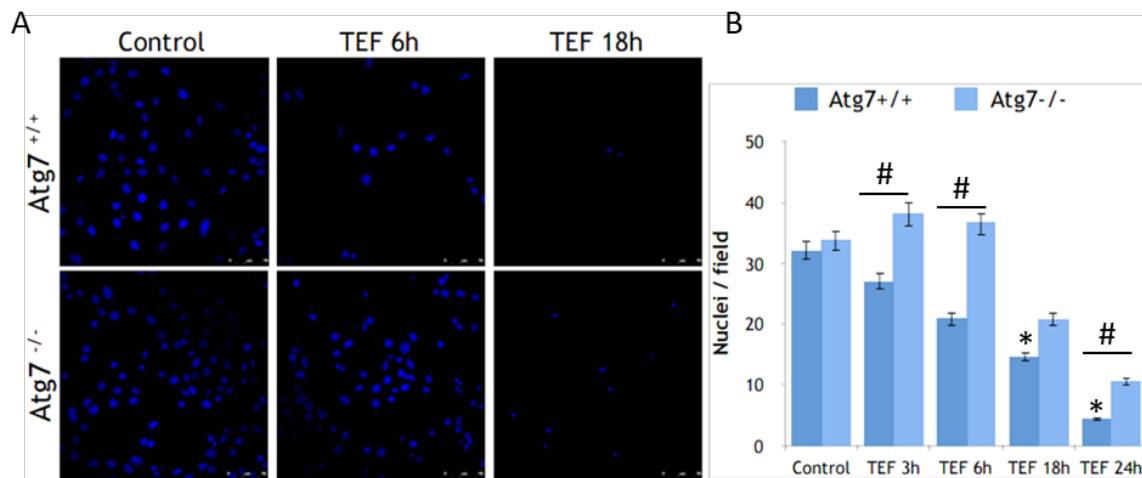 A
Control
TEF 6h
TEF 18h
Atg7 +/+
Atg7 -/-
B
Atg7+/+ Atg7-/-
Nuclei / field
50
40
30
20
10
0
# #
*
#
*
Control TEF 3h TEF 6h TEF 18h TEF 24h